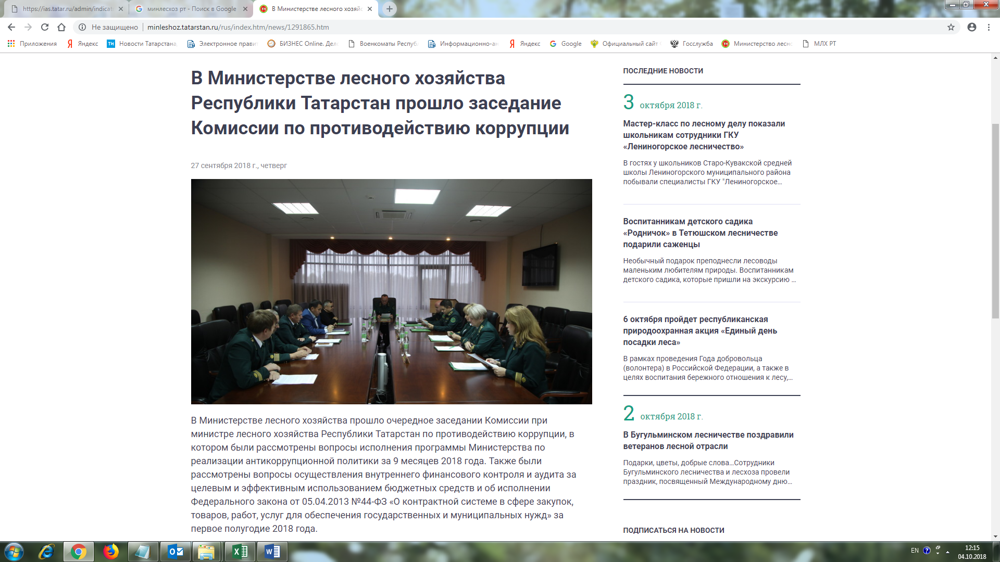 https://ias.tatar.ru/admin/indicat
минлесхоз рт - Поиск в Google
В Министерстве лесного хозяйс
Не защищено
minleshoz.tatarstan.ru/rus/index.htm/news/1291865.htm
Приложения
Яндекс
Новости Татарстана
Электронное прави
БИЗНЕС Online. Дел
Военкоматы Респуб
Информационно-ан
Яндекс
Google
Официальный сайт
Госслужба
Министерство лесн
МЛХ РТ
В Министерстве лесного хозяйства
Республики Татарстан прошло заседание
Комиссии по противодействию коррупции
27 сентября 2018 г., четверг
В Министерстве лесного хозяйства прошло очередное заседании Комиссии при
министре лесного хозяйства Республики Татарстан по противодействию коррупции, в
котором были рассмотрены вопросы исполнения программы Министерства по
реализации антикоррупционной политики за 9 месяцев 2018 года. Также были
рассмотрены вопросы осуществления внутреннего финансового контроля и аудита за
целевым и эффективным использованием бюджетных средств и об исполнении
Федерального закона от 05.04.2013 №44-ФЗ «О контрактной системе в сфере закупок,
товаров, работ, услуг для обеспечения государственных и муниципальных нужд» за
первое полугодие 2018 года.
ПОСЛЕДНИЕ НОВОСТИ
3 октября 2018 г.
Мастер-класс по лесному делу показали
школьникам сотрудники ГКУ
«Лениногорское лесничество»
В гостях у школьников Старо-Кувакской средней
школы Лениногорского муниципального района
побывали специалисты ГКУ "Лениногорское...
Воспитанникам детского садика
«Родничок» в Тетюшском лесничестве
подарили саженцы
Необычный подарок преподнесли лесоводы
маленьким любителям природы. Воспитанникам
детского садика, которые пришли на экскурсию ...
6 октября пройдет республиканская
природоохранная акция «Единый день
посадки леса»
В рамках проведения Года добровольца
(волонтера) в Российской Федерации, а также в
целях воспитания бережного отношения к лесу,...
2 октября 2018 г.
В Бугульминском лесничестве поздравили
ветеранов лесной отрасли
Подарки, цветы, добрые слова...Сотрудники
Бугульминского лесничества и лесхоза провели
праздник, посвященный Международному дню...
ПОДПИСАТЬСЯ НА НОВОСТИ
EN
12:15
04.10.2018